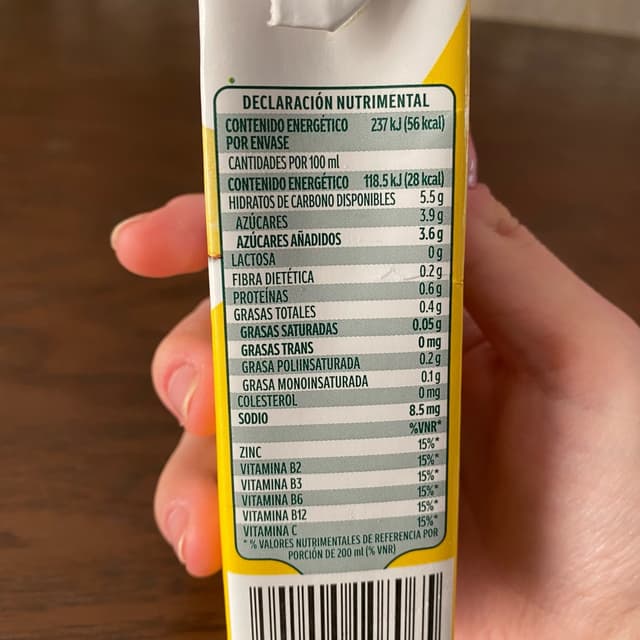 DECLARACIÓN NUTRIMENTAL
CONTENIDO ENERGÉTICO 237 kJ (56 kcal)
POR ENVASE
CANTIDADES POR 100 ml
CONTENIDO ENERGÉTICO 118.5 kJ (28 kcal)
HIDRATOS DE CARBONO DISPONIBLES 5.5 g
AZÚCARES 3.9 g
AZÚCARES AÑADIDOS 3.6 g
LACTOSA 0 g
FIBRA DIETÉTICA 0.2 g
PROTEÍNAS 0.6 g
GRASAS TOTALES 0.4 g
GRASAS SATURADAS 0.05 g
GRASAS TRANS 0 mg
GRASA POLIINSATURADA 0.2 g
GRASA MONOINSATURADA 0.1 g
COLESTEROL 0 mg
SODIO 8.5 mg
%VNR*
ZINC 15%*
VITAMINA B2 15%*
VITAMINA B3 15%*
VITAMINA B6 15%*
VITAMINA B12 15%*
VITAMINA C 15%*
* % VALORES NUTRIMENTALES DE REFERENCIA POR
PORCIÓN DE 200 ml (% VNR)